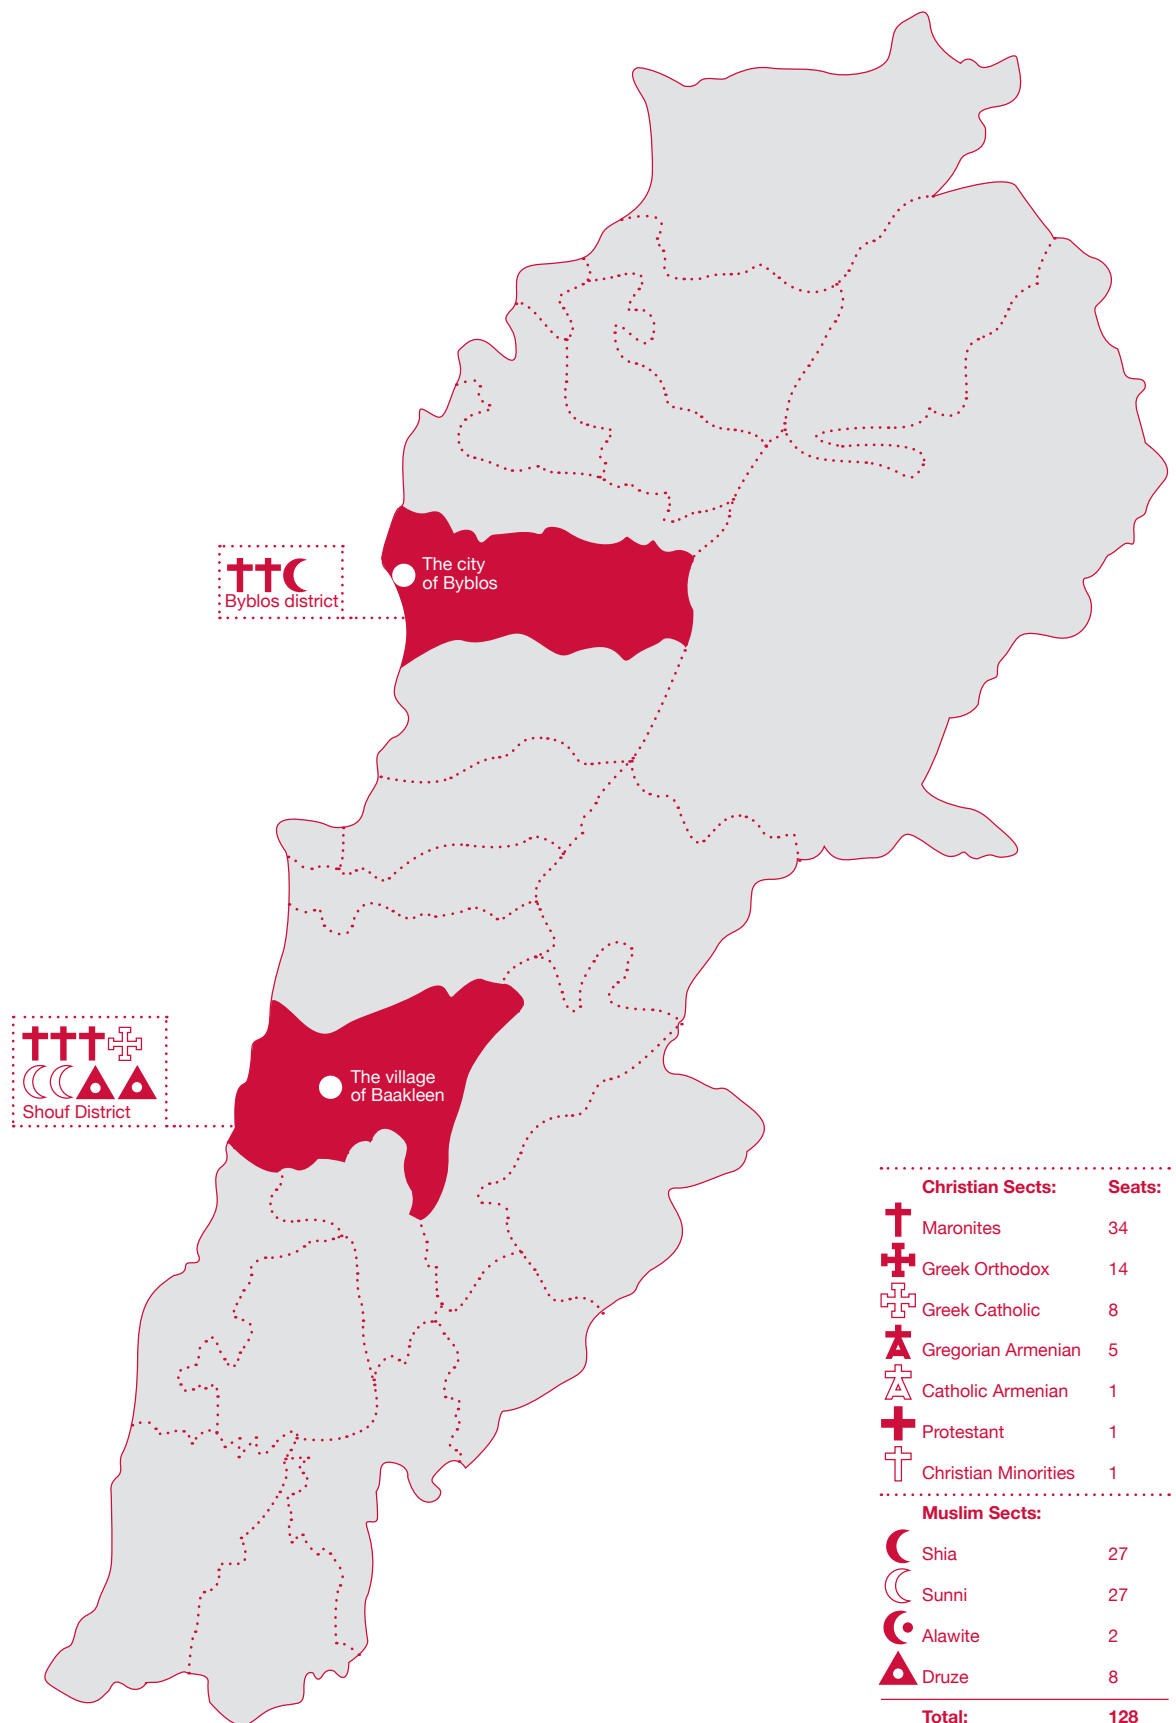 The city
of Byblos
Byblos district
The village
of Baakleen
Shouf District
Christian Sects: Seats:
Maronites 34
Greek Orthodox 14
Greek Catholic 8
Gregorian Armenian 5
Catholic Armenian 1
Protestant 1
Christian Minorities 1
Muslim Sects:
Shia 27
Sunni 27
Alawite 2
Druze 8
Total: 128